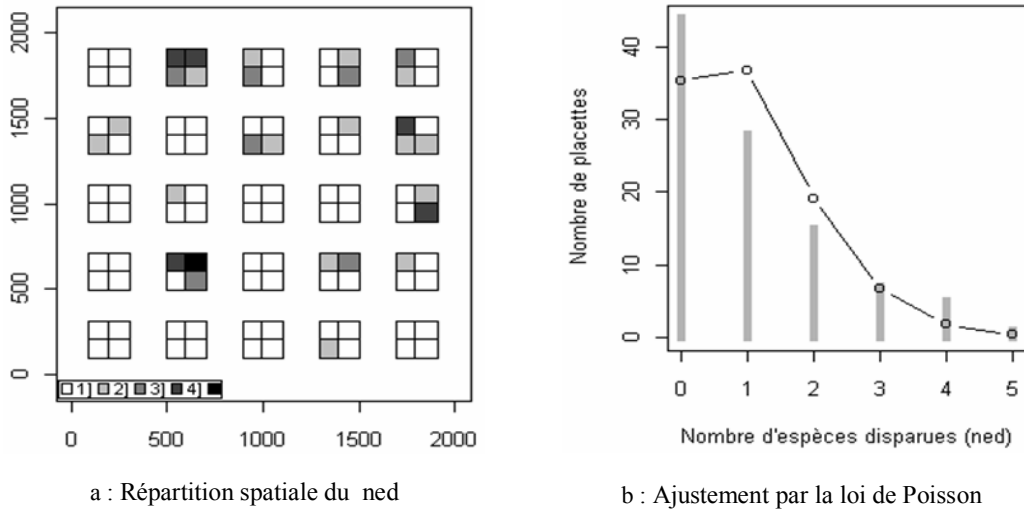 2000
1500
1000
500
0
1] 2] 3] 4]
0 500 1000 1500 2000
a : Répartition spatiale du ned
Nombre de placettes
40
30
20
10
0
0 1 2 3 4 5
Nombre d'espèces disparues (ned)
b : Ajustement par la loi de Poisson